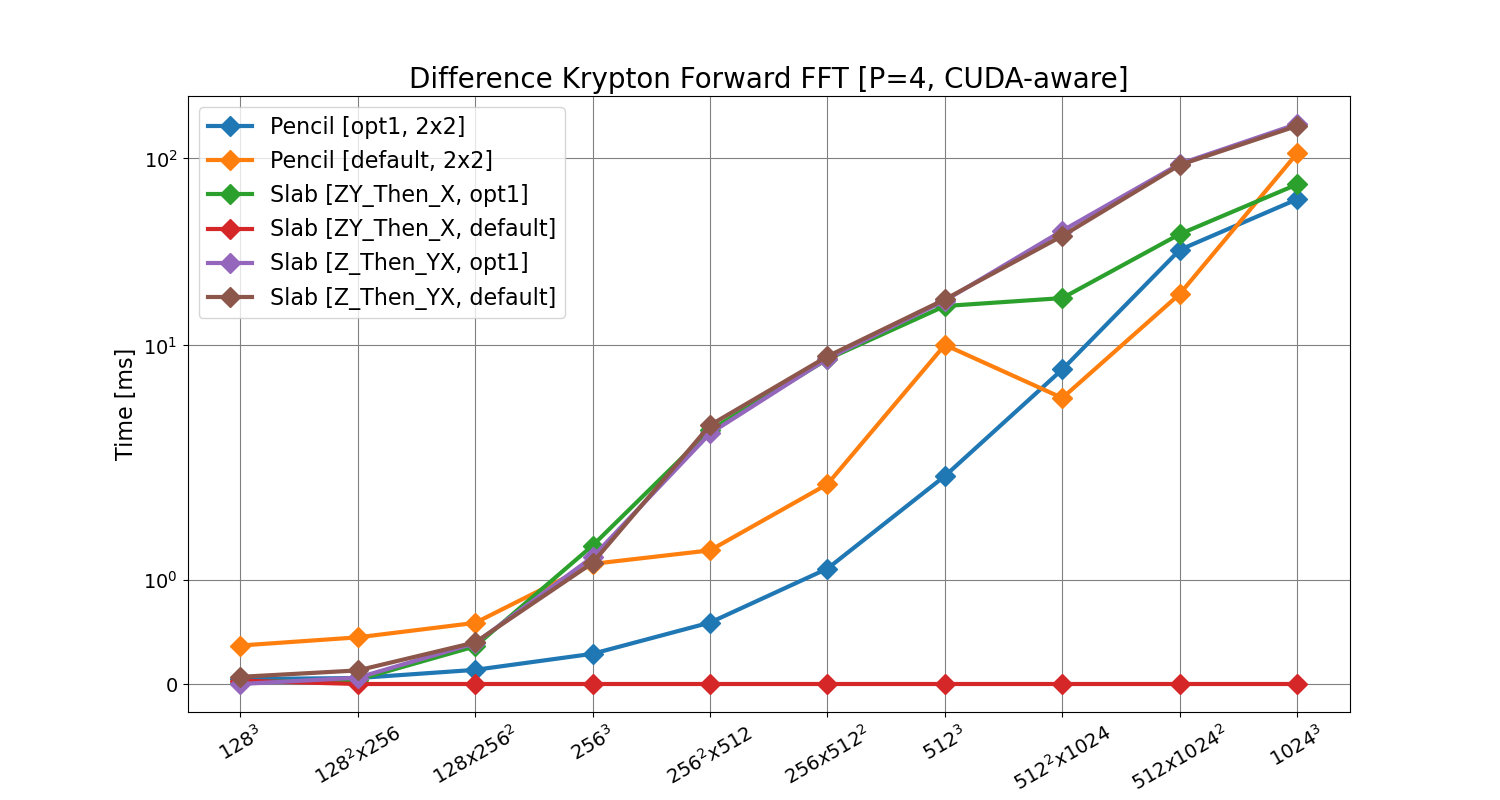 Difference Krypton Forward FFT [P=4, CUDA-aware]
Pencil [opt1, 2x2]
Pencil [default, 2x2]
Slab [ZY_Then_X, opt1]
Slab [ZY_Then_X, default]
Slab [Z_Then_YX, opt1]
Slab [Z_Then_YX, default]
Time [ms]
10²
10¹
10⁰
0
128³
128²x256
128x256²
256³
256²x512
256x512²
512³
512²x1024
512x1024²
1024³